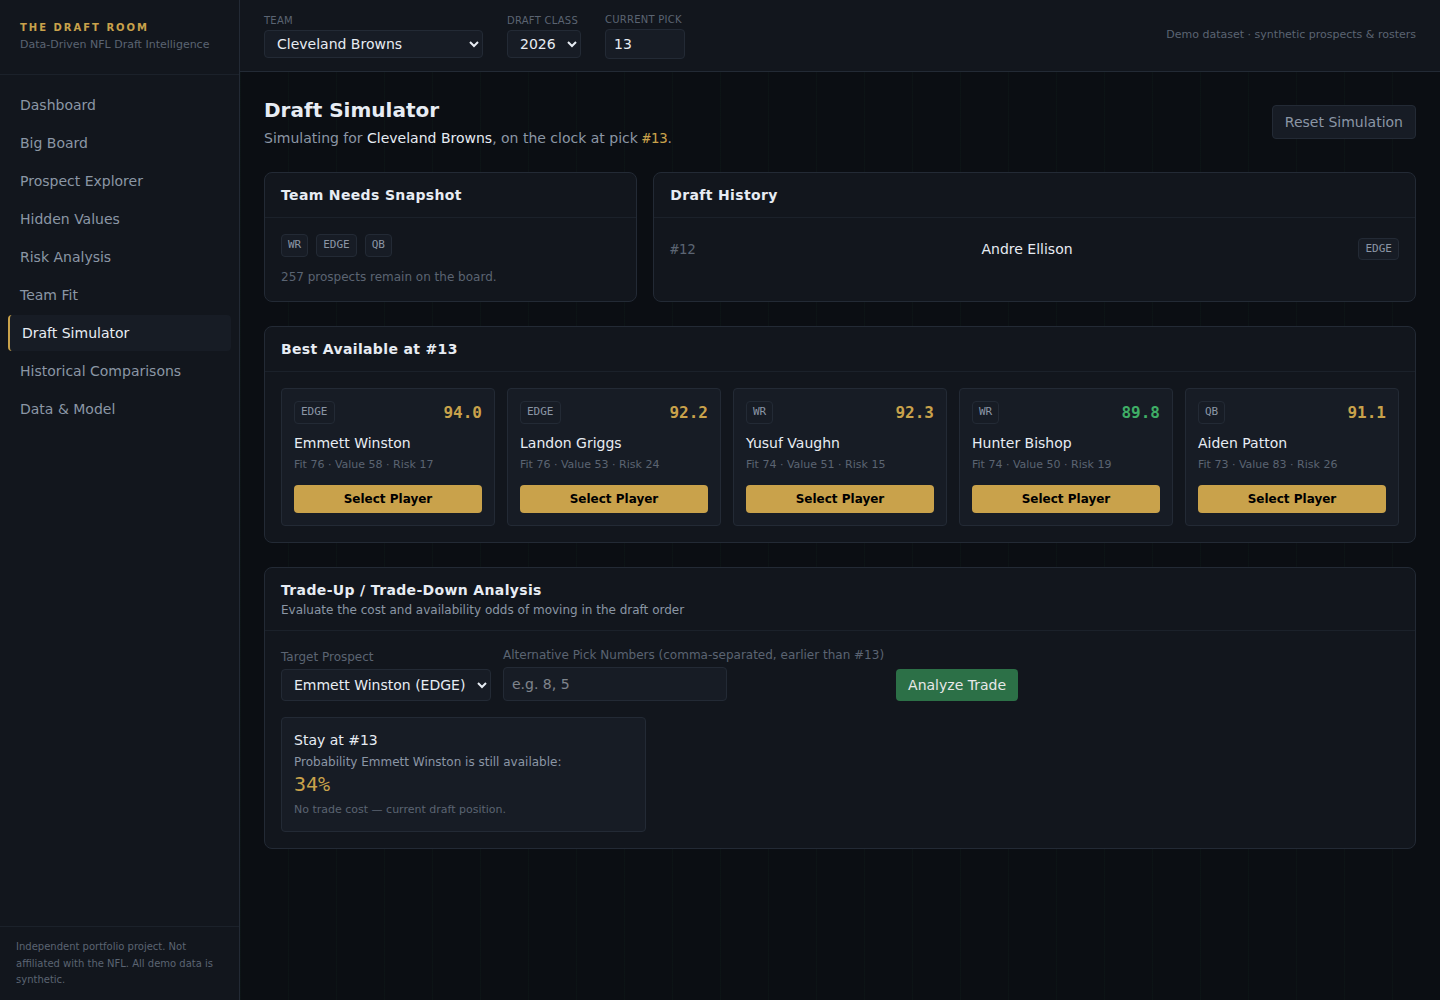 THE DRAFT ROOM
Data-Driven NFL Draft Intelligence
Dashboard
Big Board
Prospect Explorer
Hidden Values
Risk Analysis
Team Fit
Draft Simulator
Historical Comparisons
Data & Model
Independent portfolio project. Not
affiliated with the NFL. All demo data is
synthetic.
TEAM
Cleveland Browns
DRAFT CLASS
2026
CURRENT PICK
13
Demo dataset · synthetic prospects & rosters
Draft Simulator
Simulating for Cleveland Browns, on the clock at pick #13.
Reset Simulation
Team Needs Snapshot
WR EDGE QB
257 prospects remain on the board.
Draft History
#12 Andre Ellison EDGE
Best Available at #13
EDGE 94.0
Emmett Winston
Fit 76 · Value 58 · Risk 17
Select Player
EDGE 92.2
Landon Griggs
Fit 76 · Value 53 · Risk 24
Select Player
WR 92.3
Yusuf Vaughn
Fit 74 · Value 51 · Risk 15
Select Player
WR 89.8
Hunter Bishop
Fit 74 · Value 50 · Risk 19
Select Player
QB 91.1
Aiden Patton
Fit 73 · Value 83 · Risk 26
Select Player
Trade-Up / Trade-Down Analysis
Evaluate the cost and availability odds of moving in the draft order
Target Prospect
Emmett Winston (EDGE)
Alternative Pick Numbers (comma-separated, earlier than #13)
e.g. 8, 5
Analyze Trade
Stay at #13
Probability Emmett Winston is still available:
34%
No trade cost — current draft position.